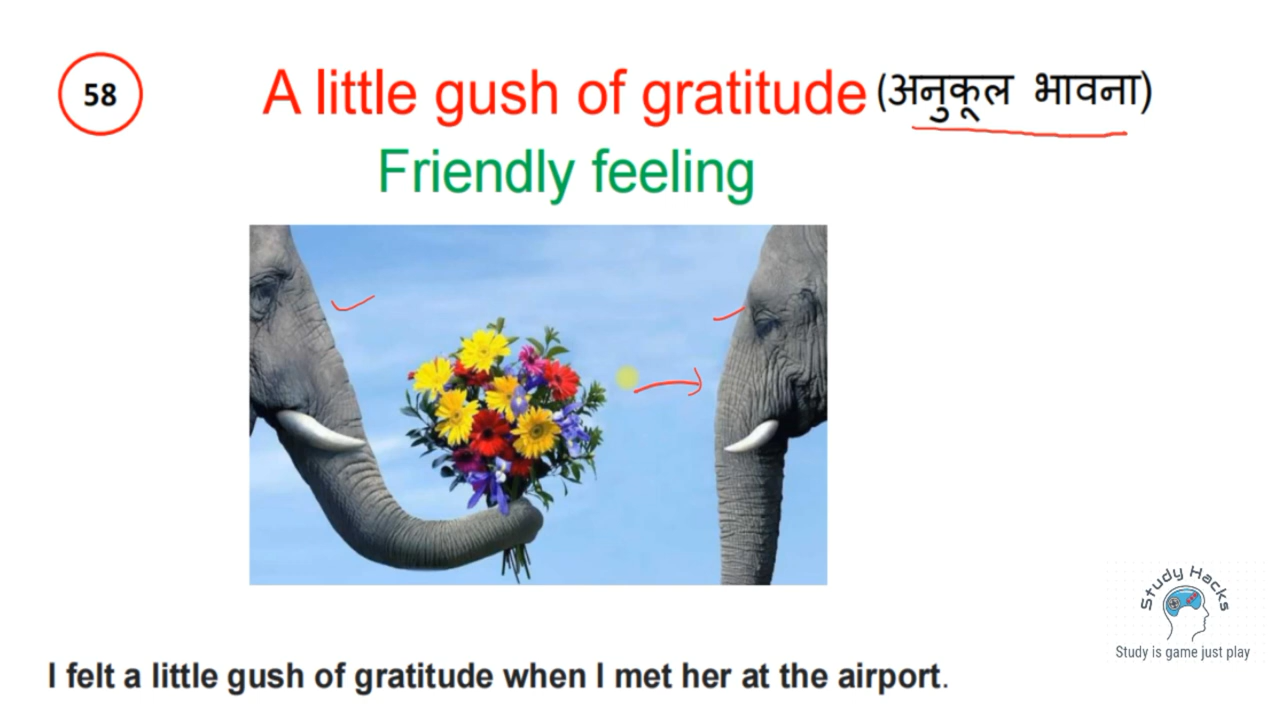 58
A little gush of gratitude (अनुकूल भावना)
Friendly feeling
Study Hacks
Study is game just play
I felt a little gush of gratitude when I met her at the airport.